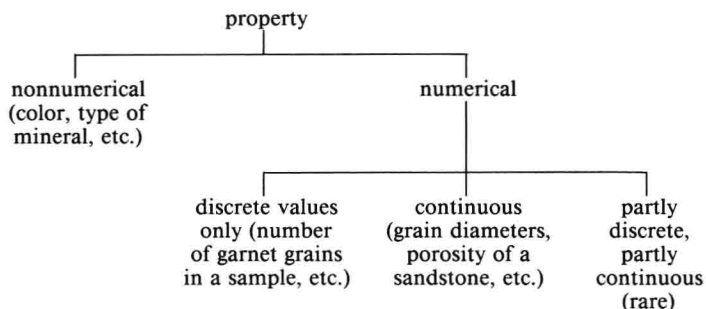 property
nonnumerical
(color, type of
mineral, etc.)
numerical
discrete values
only (number
of garnet grains
in a sample, etc.)
continuous
(grain diameters,
porosity of a
sandstone, etc.)
partly
discrete,
partly
continuous
(rare)